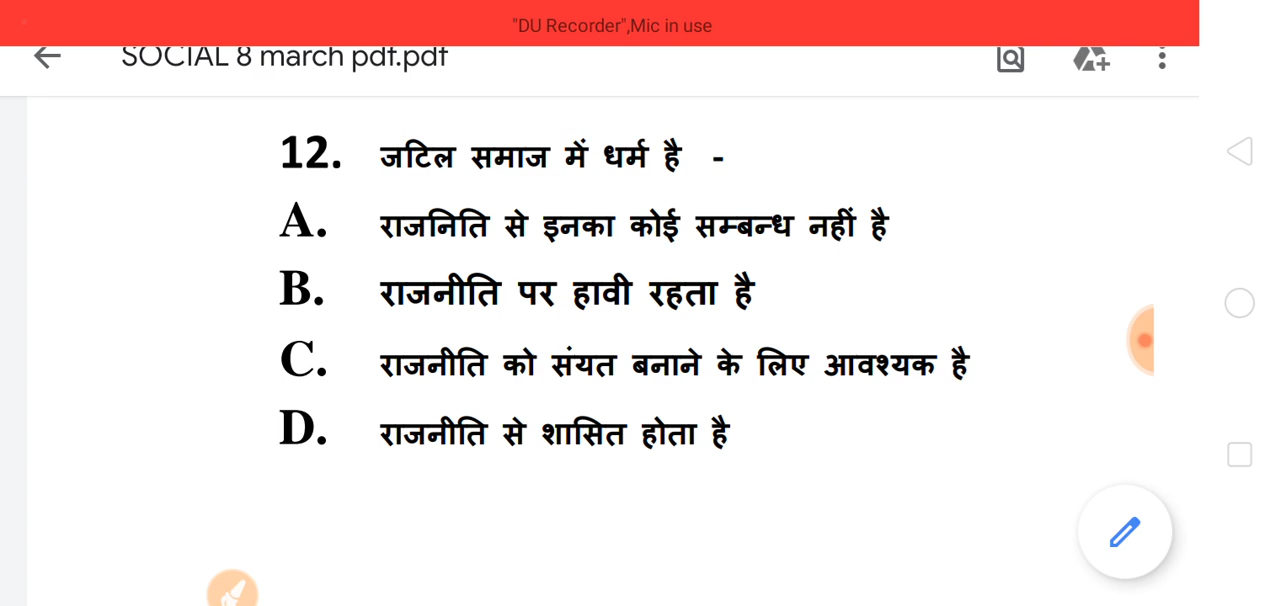 "DU Recorder",Mic in use
SOCIAL 8 march pdf.pdf
12. जटिल समाज में धर्म है -
A. राजनिति से इनका कोई सम्बन्ध नहीं है
B. राजनीति पर हावी रहता है
C. राजनीति को संयत बनाने के लिए आवश्यक है
D. राजनीति से शासित होता है